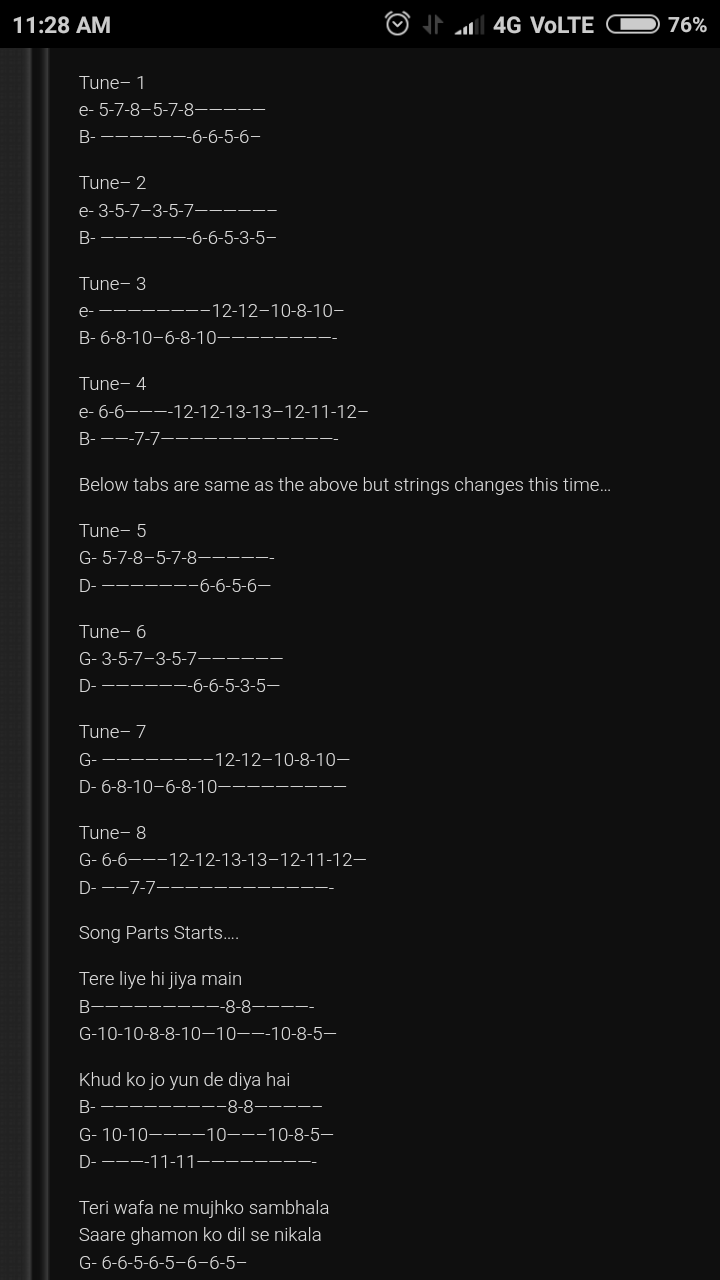 11:28 AM 4G VoLTE 76%
Tune– 1
e- 5-7-8–5-7-8—————
B- ——————-6-6-5-6–
Tune– 2
e- 3-5-7–3-5-7—————–
B- ——————-6-6-5-3-5–
Tune– 3
e- ———————–12-12–10-8-10–
B- 6-8-10–6-8-10————————-
Tune– 4
e- 6-6———-12-12-13-13–12-11-12–
B- ——-7-7————————————-
Below tabs are same as the above but strings changes this time…
Tune– 5
G- 5-7-8–5-7-8—————-
D- ——————–6-6-5-6—
Tune– 6
G- 3-5-7–3-5-7——————
D- ——————-6-6-5-3-5—
Tune– 7
G- ———————–12-12–10-8-10—
D- 6-8-10–6-8-10—————————
Tune– 8
G- 6-6——–12-12-13-13–12-11-12—
D- ——7-7————————————-
Song Parts Starts….
Tere liye hi jiya main
B—————————-8-8————-
G-10-10-8-8-10—10——-10-8-5—
Khud ko jo yun de diya hai
B- ————————–8-8————–
G- 10-10————10——–10-8-5—
D- ———-11-11————————-
Teri wafa ne mujhko sambhala
Saare ghamon ko dil se nikala
G- 6-6-5-6-5–6–6-5–